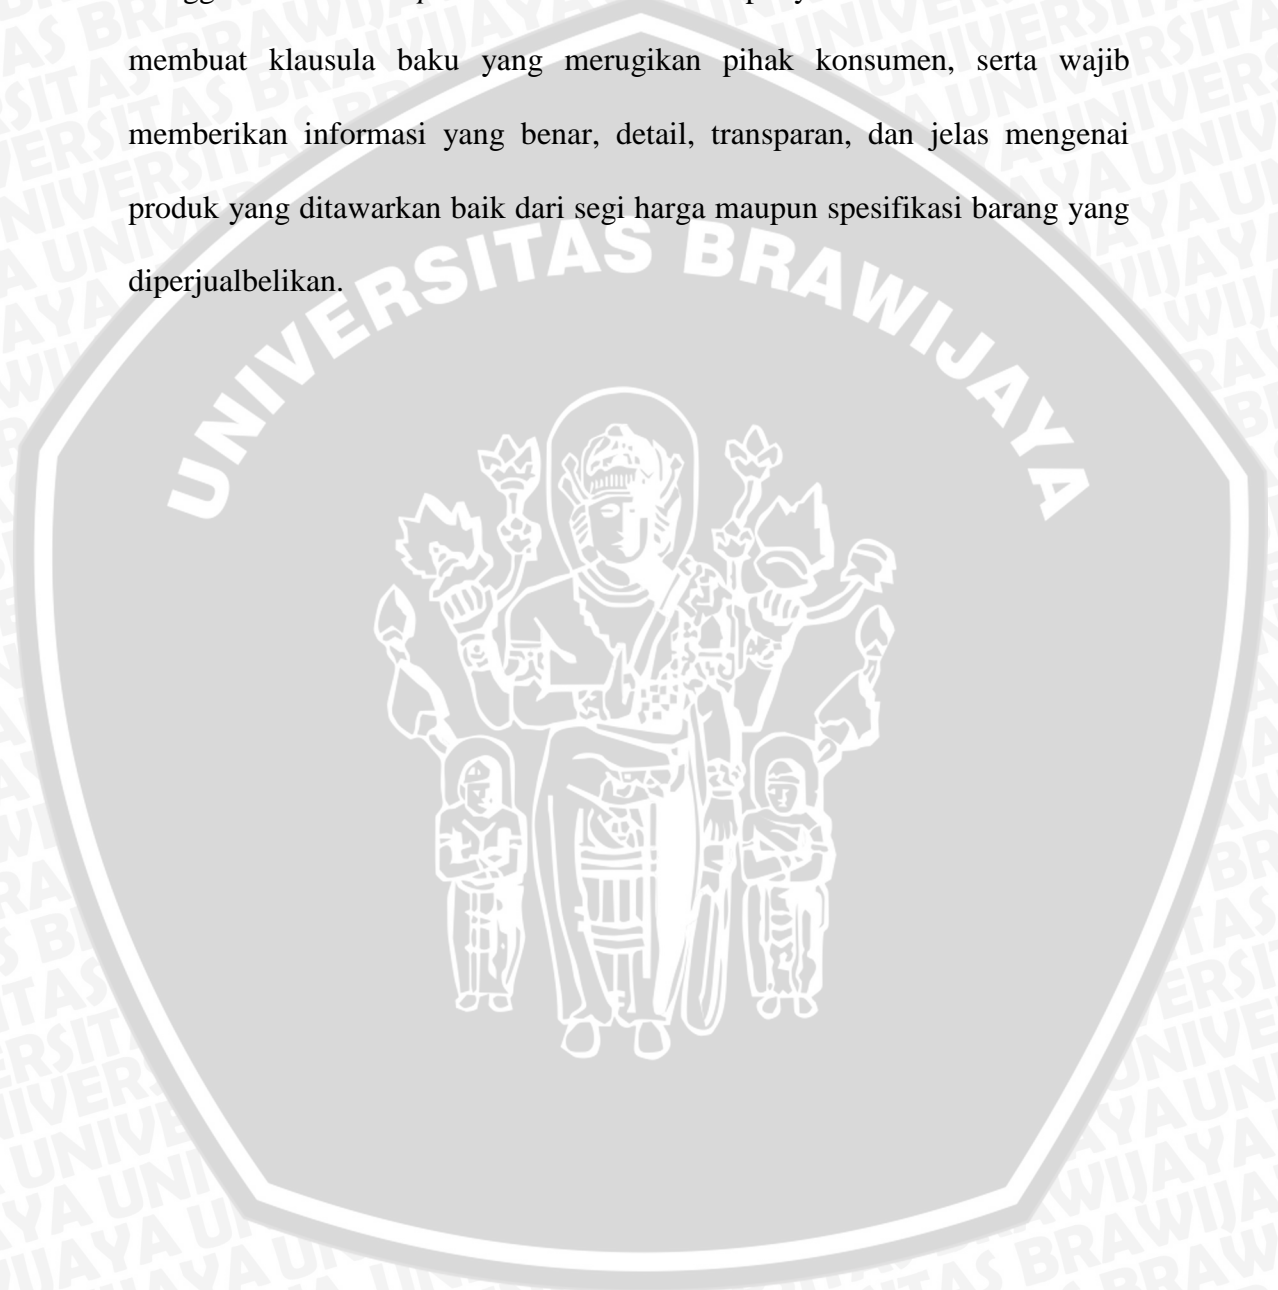 membuat klausula baku yang merugikan pihak konsumen, serta wajib
memberikan informasi yang benar, detail, transparan, dan jelas mengenai
produk yang ditawarkan baik dari segi harga maupun spesifikasi barang yang
diperjualbelikan.
UNIVERSITAS BRAWIJAYA